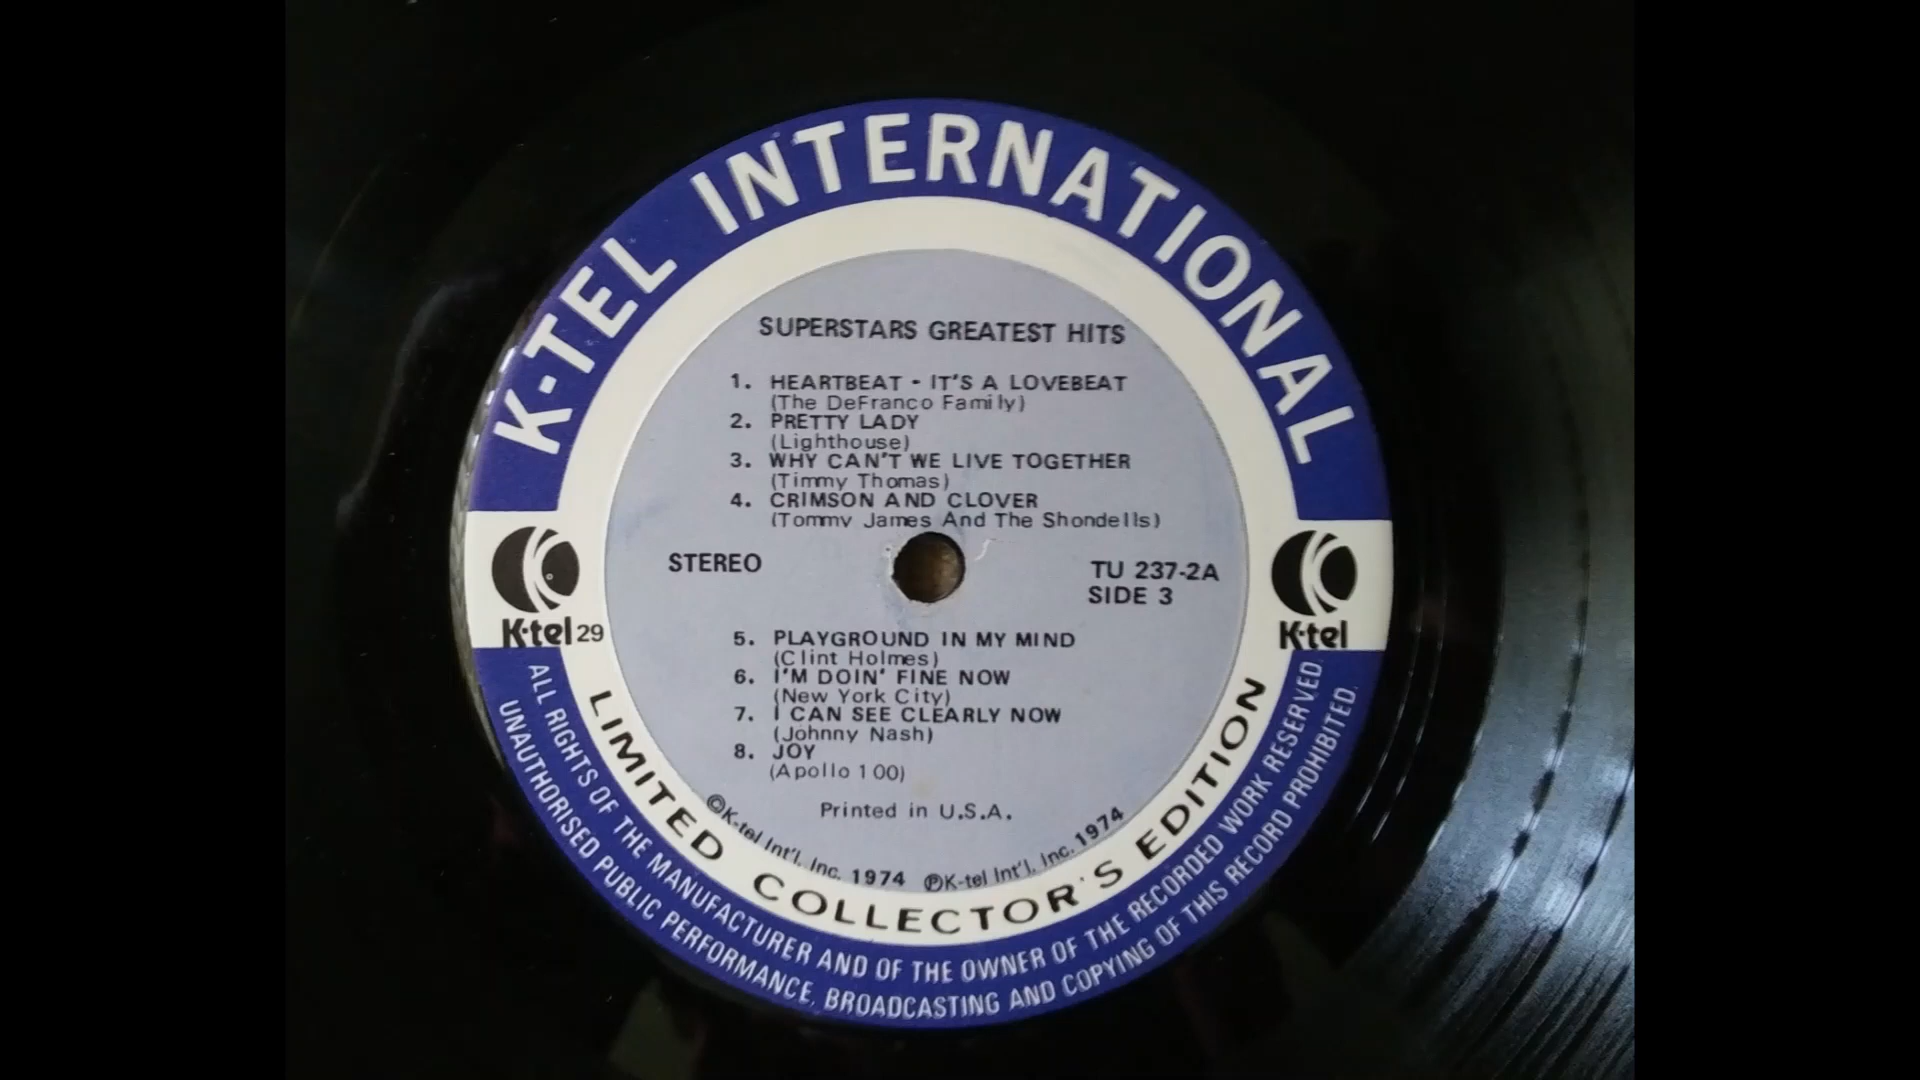 K-TEL INTERNATIONAL
SUPERSTARS GREATEST HITS
1. HEARTBEAT - IT'S A LOVEBEAT
(The DeFranco Family)
2. PRETTY LADY
(Lighthouse)
3. WHY CAN'T WE LIVE TOGETHER
(Timmy Thomas)
4. CRIMSON AND CLOVER
(Tommy James And The Shondells)
STEREO
TU 237-2A
SIDE 3
K-tel 29
K-tel
5. PLAYGROUND IN MY MIND
(Clint Holmes)
6. I'M DOIN' FINE NOW
(New York City)
7. I CAN SEE CLEARLY NOW
(Johnny Nash)
8. JOY
(Apollo 100)
Printed in U.S.A.
©K-tel Int'l. Inc. 1974 ℗K-tel Int'l. Inc. 1974
LIMITED COLLECTOR'S EDITION
ALL RIGHTS OF THE MANUFACTURER AND OF THE OWNER OF THE RECORDED WORK RESERVED.
UNAUTHORISED PUBLIC PERFORMANCE, BROADCASTING AND COPYING OF THIS RECORD PROHIBITED.